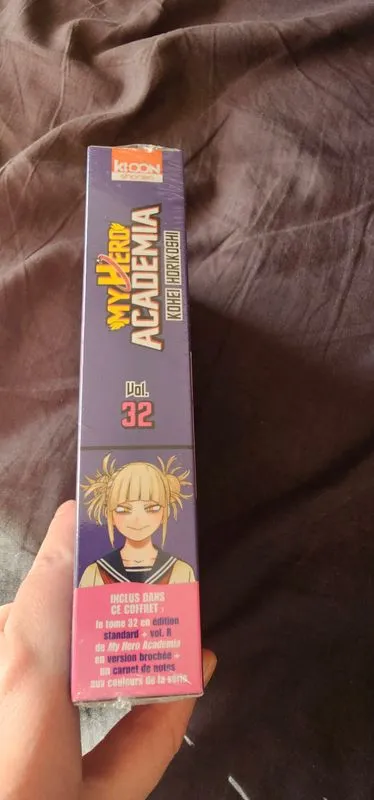 KI-OON
shonen
MY HERO
ACADEMIA
KOHEI HORIKOSHI
Vol.
32
INCLUS DANS
CE COFFRET :
le tome 32 en édition
standard + vol. R
de My Hero Academia
en version brochée +
un carnet de notes
aux couleurs de la série